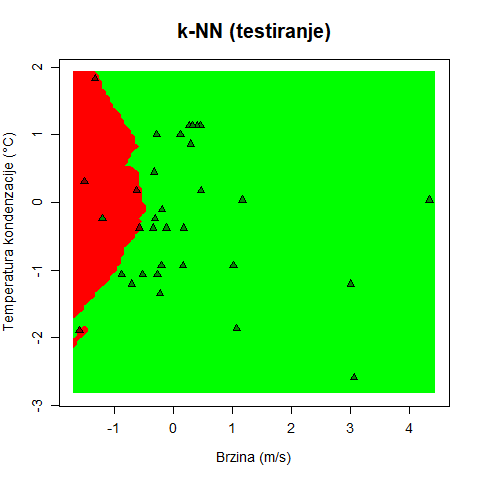 k-NN (testiranje)
Temperatura kondenzacije (°C)
2
1
0
-1
-2
-3
-1 0 1 2 3 4
Brzina (m/s)